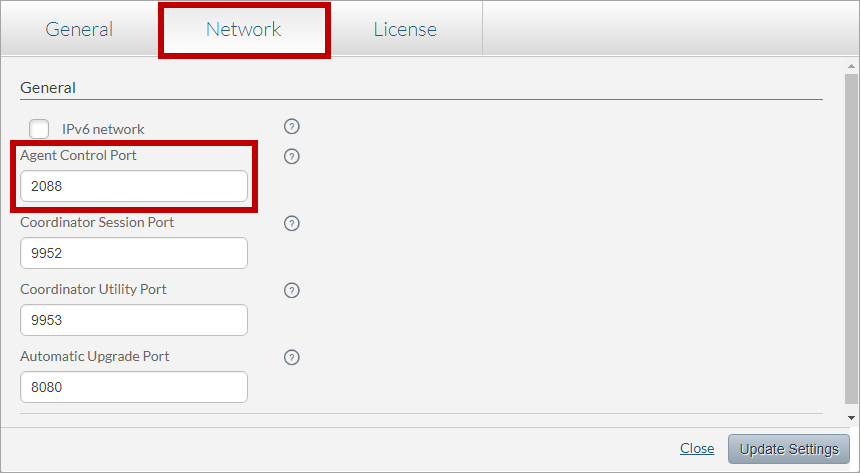 General Network License
General
IPv6 network ?
Agent Control Port ?
2088
Coordinator Session Port ?
9952
Coordinator Utility Port ?
9953
Automatic Upgrade Port ?
8080
Close Update Settings